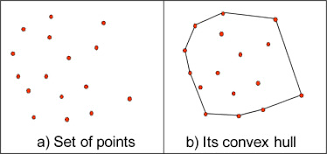 a) Set of points
b) Its convex hull